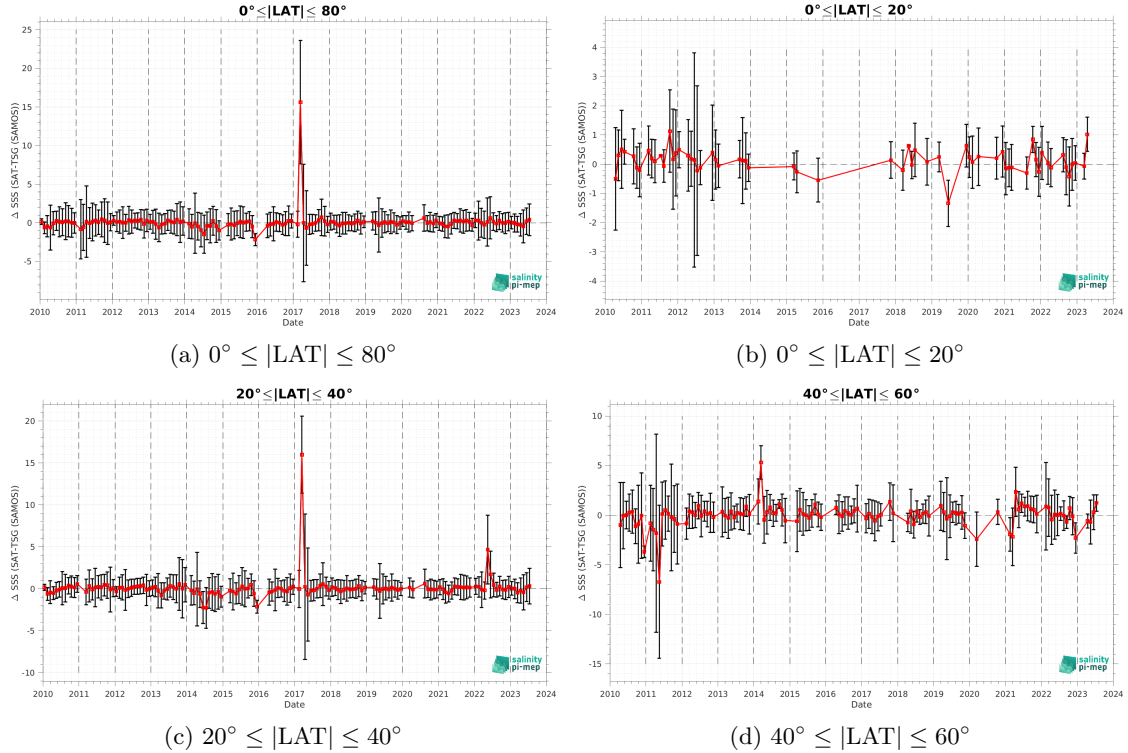 0°≤|LAT|≤ 80°
Δ SSS (SAT-TSG (SAMOS))
25
20
15
10
5
0
-5
2010 2011 2012 2013 2014 2015 2016 2017 2018 2019 2020 2021 2022 2023 2024
Date
salinity
pi-mep
(a) 0° ≤ |LAT| ≤ 80°
0°≤|LAT|≤ 20°
Δ SSS (SAT-TSG (SAMOS))
4
3
2
1
0
-1
-2
-3
-4
2010 2011 2012 2013 2014 2015 2016 2017 2018 2019 2020 2021 2022 2023 2024
Date
salinity
pi-mep
(b) 0° ≤ |LAT| ≤ 20°
20°≤|LAT|≤ 40°
Δ SSS (SAT-TSG (SAMOS))
20
15
10
5
0
-5
-10
2010 2011 2012 2013 2014 2015 2016 2017 2018 2019 2020 2021 2022 2023 2024
Date
salinity
pi-mep
(c) 20° ≤ |LAT| ≤ 40°
40°≤|LAT|≤ 60°
Δ SSS (SAT-TSG (SAMOS))
10
5
0
-5
-10
-15
2010 2011 2012 2013 2014 2015 2016 2017 2018 2019 2020 2021 2022 2023 2024
Date
salinity
pi-mep
(d) 40° ≤ |LAT| ≤ 60°